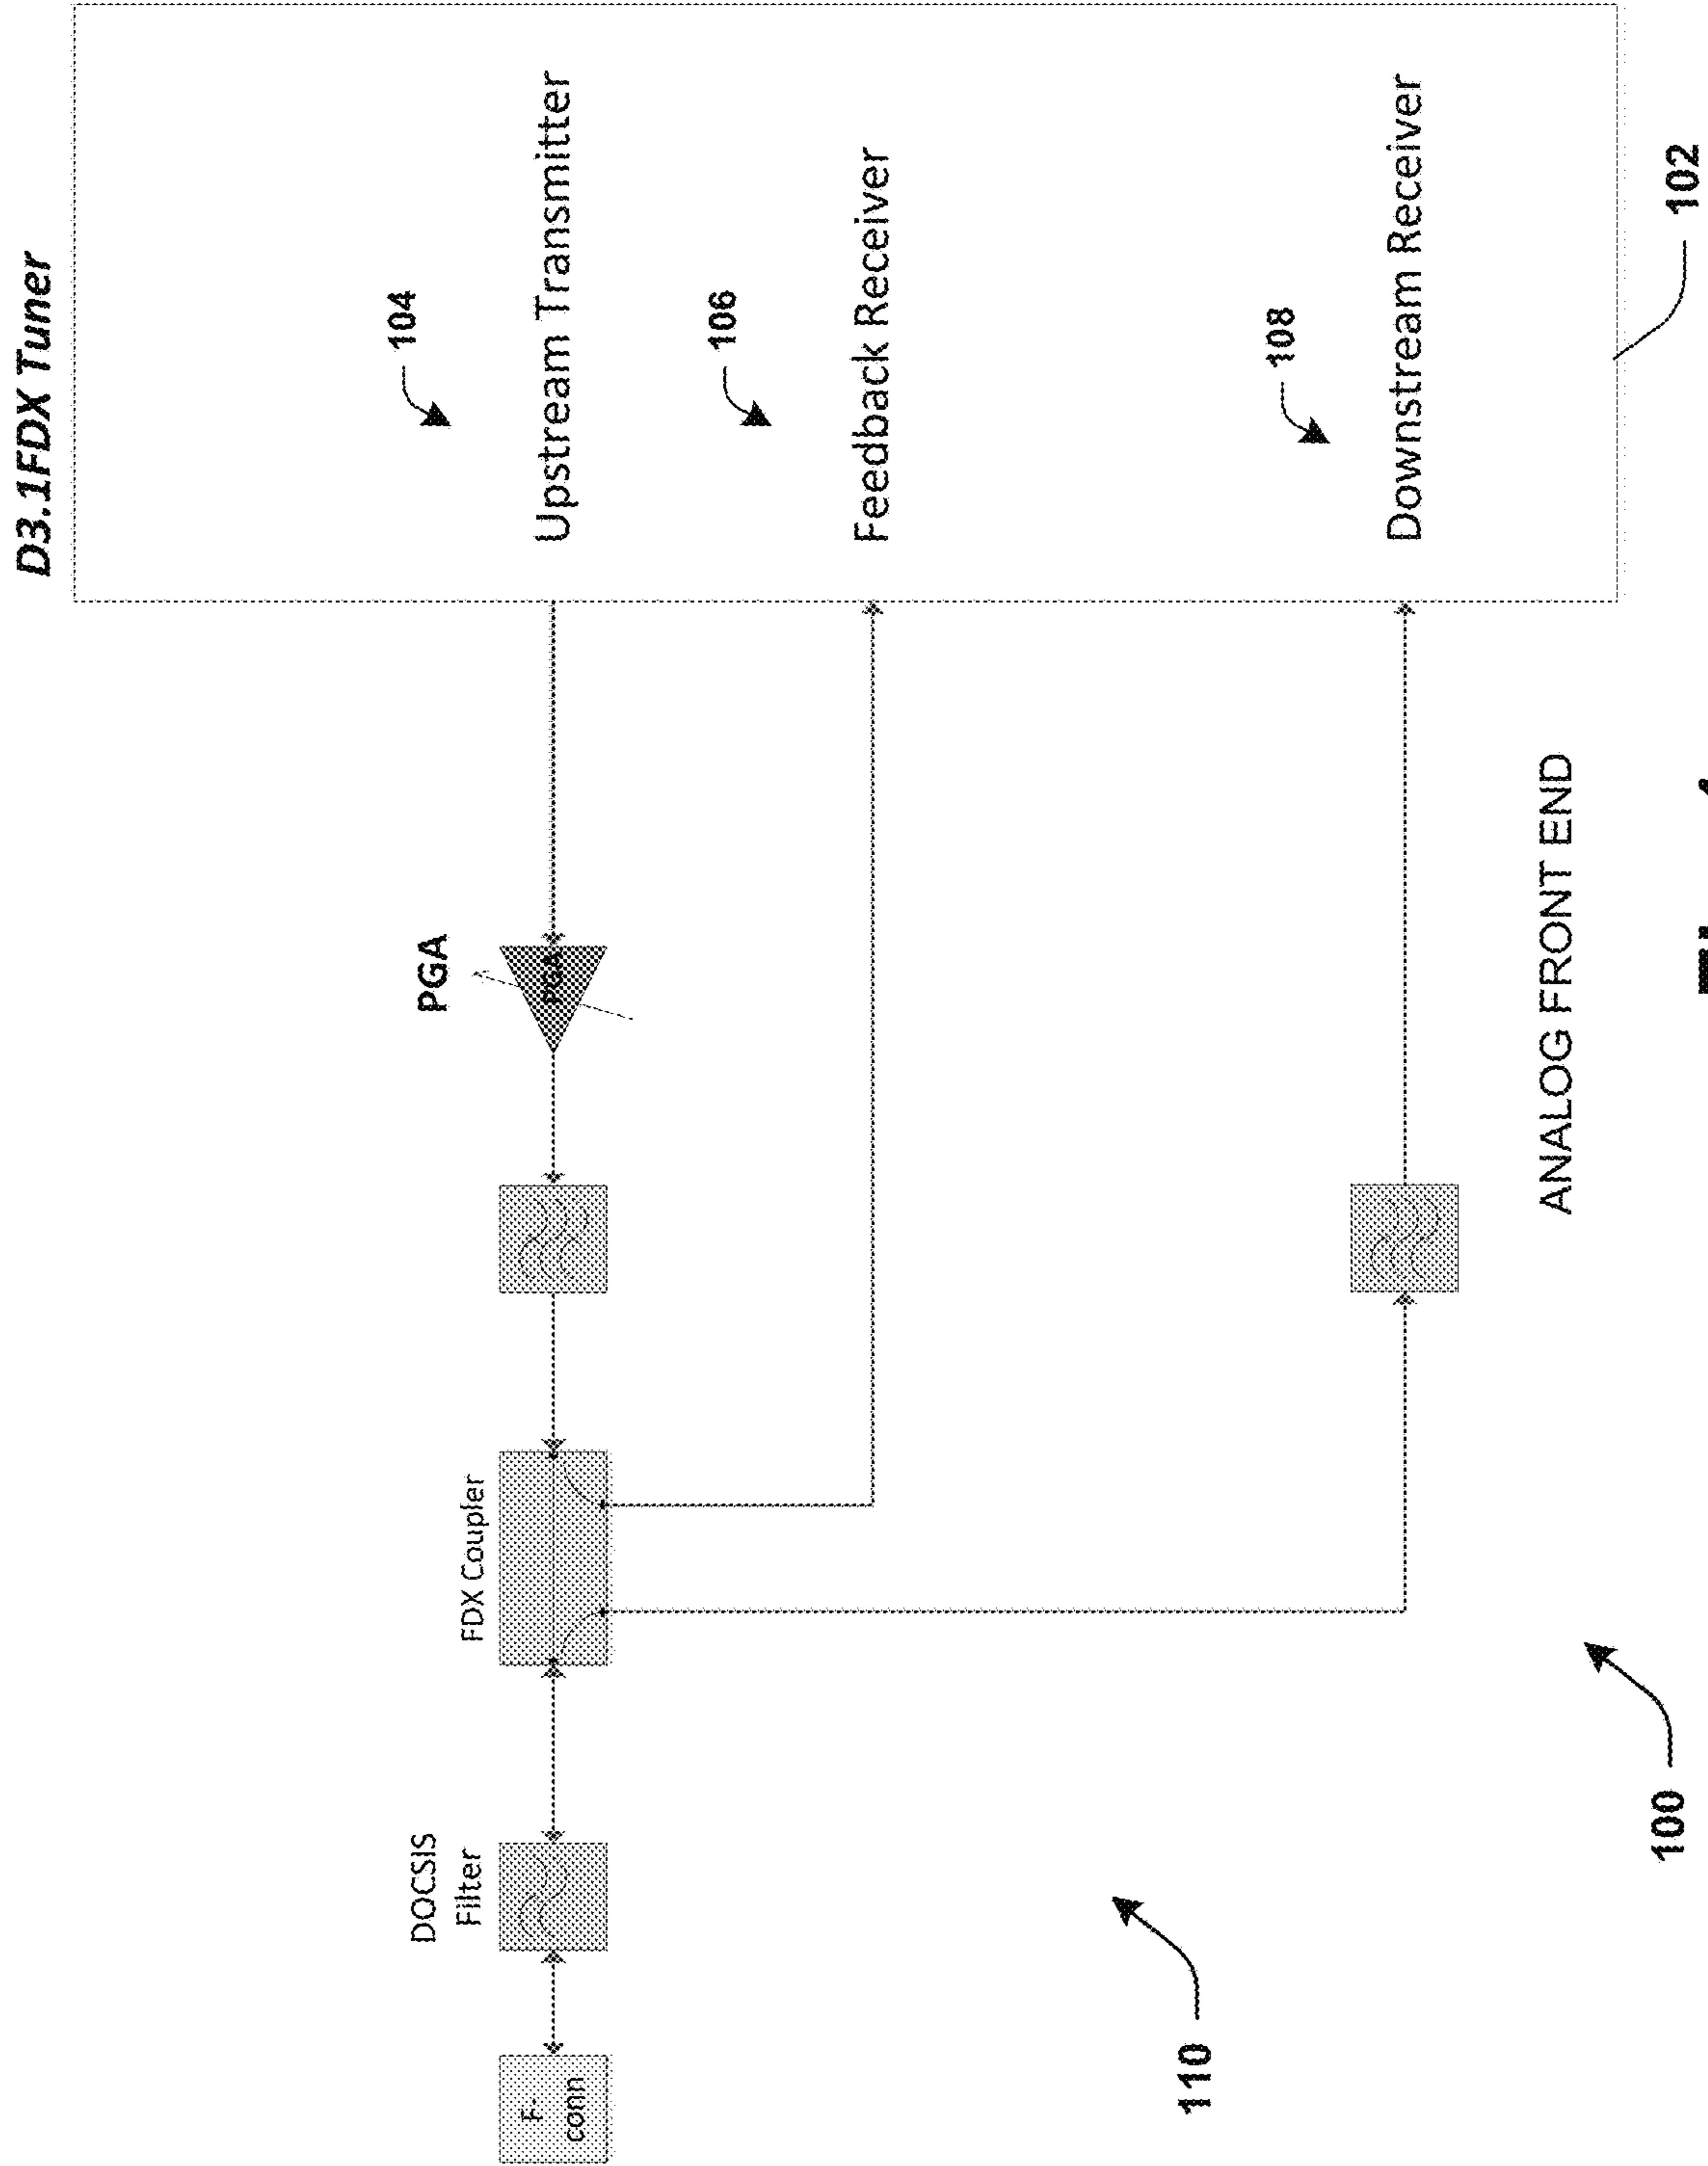 D3.1FDX Tuner
104
Upstream Transmitter
106
Feedback Receiver
108
Downstream Receiver
102
PGA
PGA
FDX Coupler
DOCSIS
Filter
F-
conn
ANALOG FRONT END
110
100